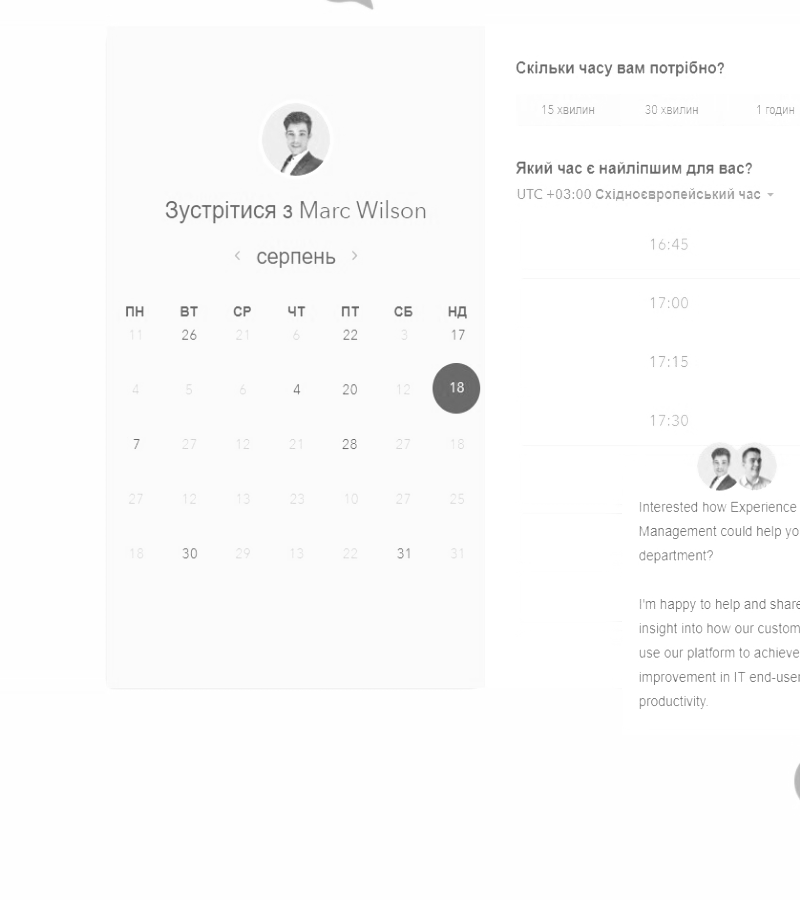 Зустрітися з Marc Wilson
серпень
ПН ВТ СР ЧТ ПТ СБ НД
11 26 21 6 22 3 17
4 5 6 4 20 12 18
7 27 12 21 28 27 18
27 12 13 23 10 27 25
18 30 29 13 22 31 31
Скільки часу вам потрібно?
15 хвилин 30 хвилин 1 годин
Який час є найліпшим для вас?
UTC +03:00 Східноєвропейський час
16:45
17:00
17:15
17:30
Interested how Experience
Management could help yo
department?
I'm happy to help and share
insight into how our custom
use our platform to achieve
improvement in IT end-user
productivity.